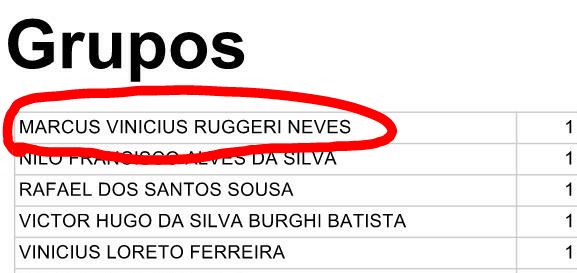 Grupos
MARCUS VINICIUS RUGGERI NEVES 1
NILO FRANCISCO ALVES DA SILVA 1
RAFAEL DOS SANTOS SOUSA 1
VICTOR HUGO DA SILVA BURGHI BATISTA 1
VINICIUS LORETO FERREIRA 1